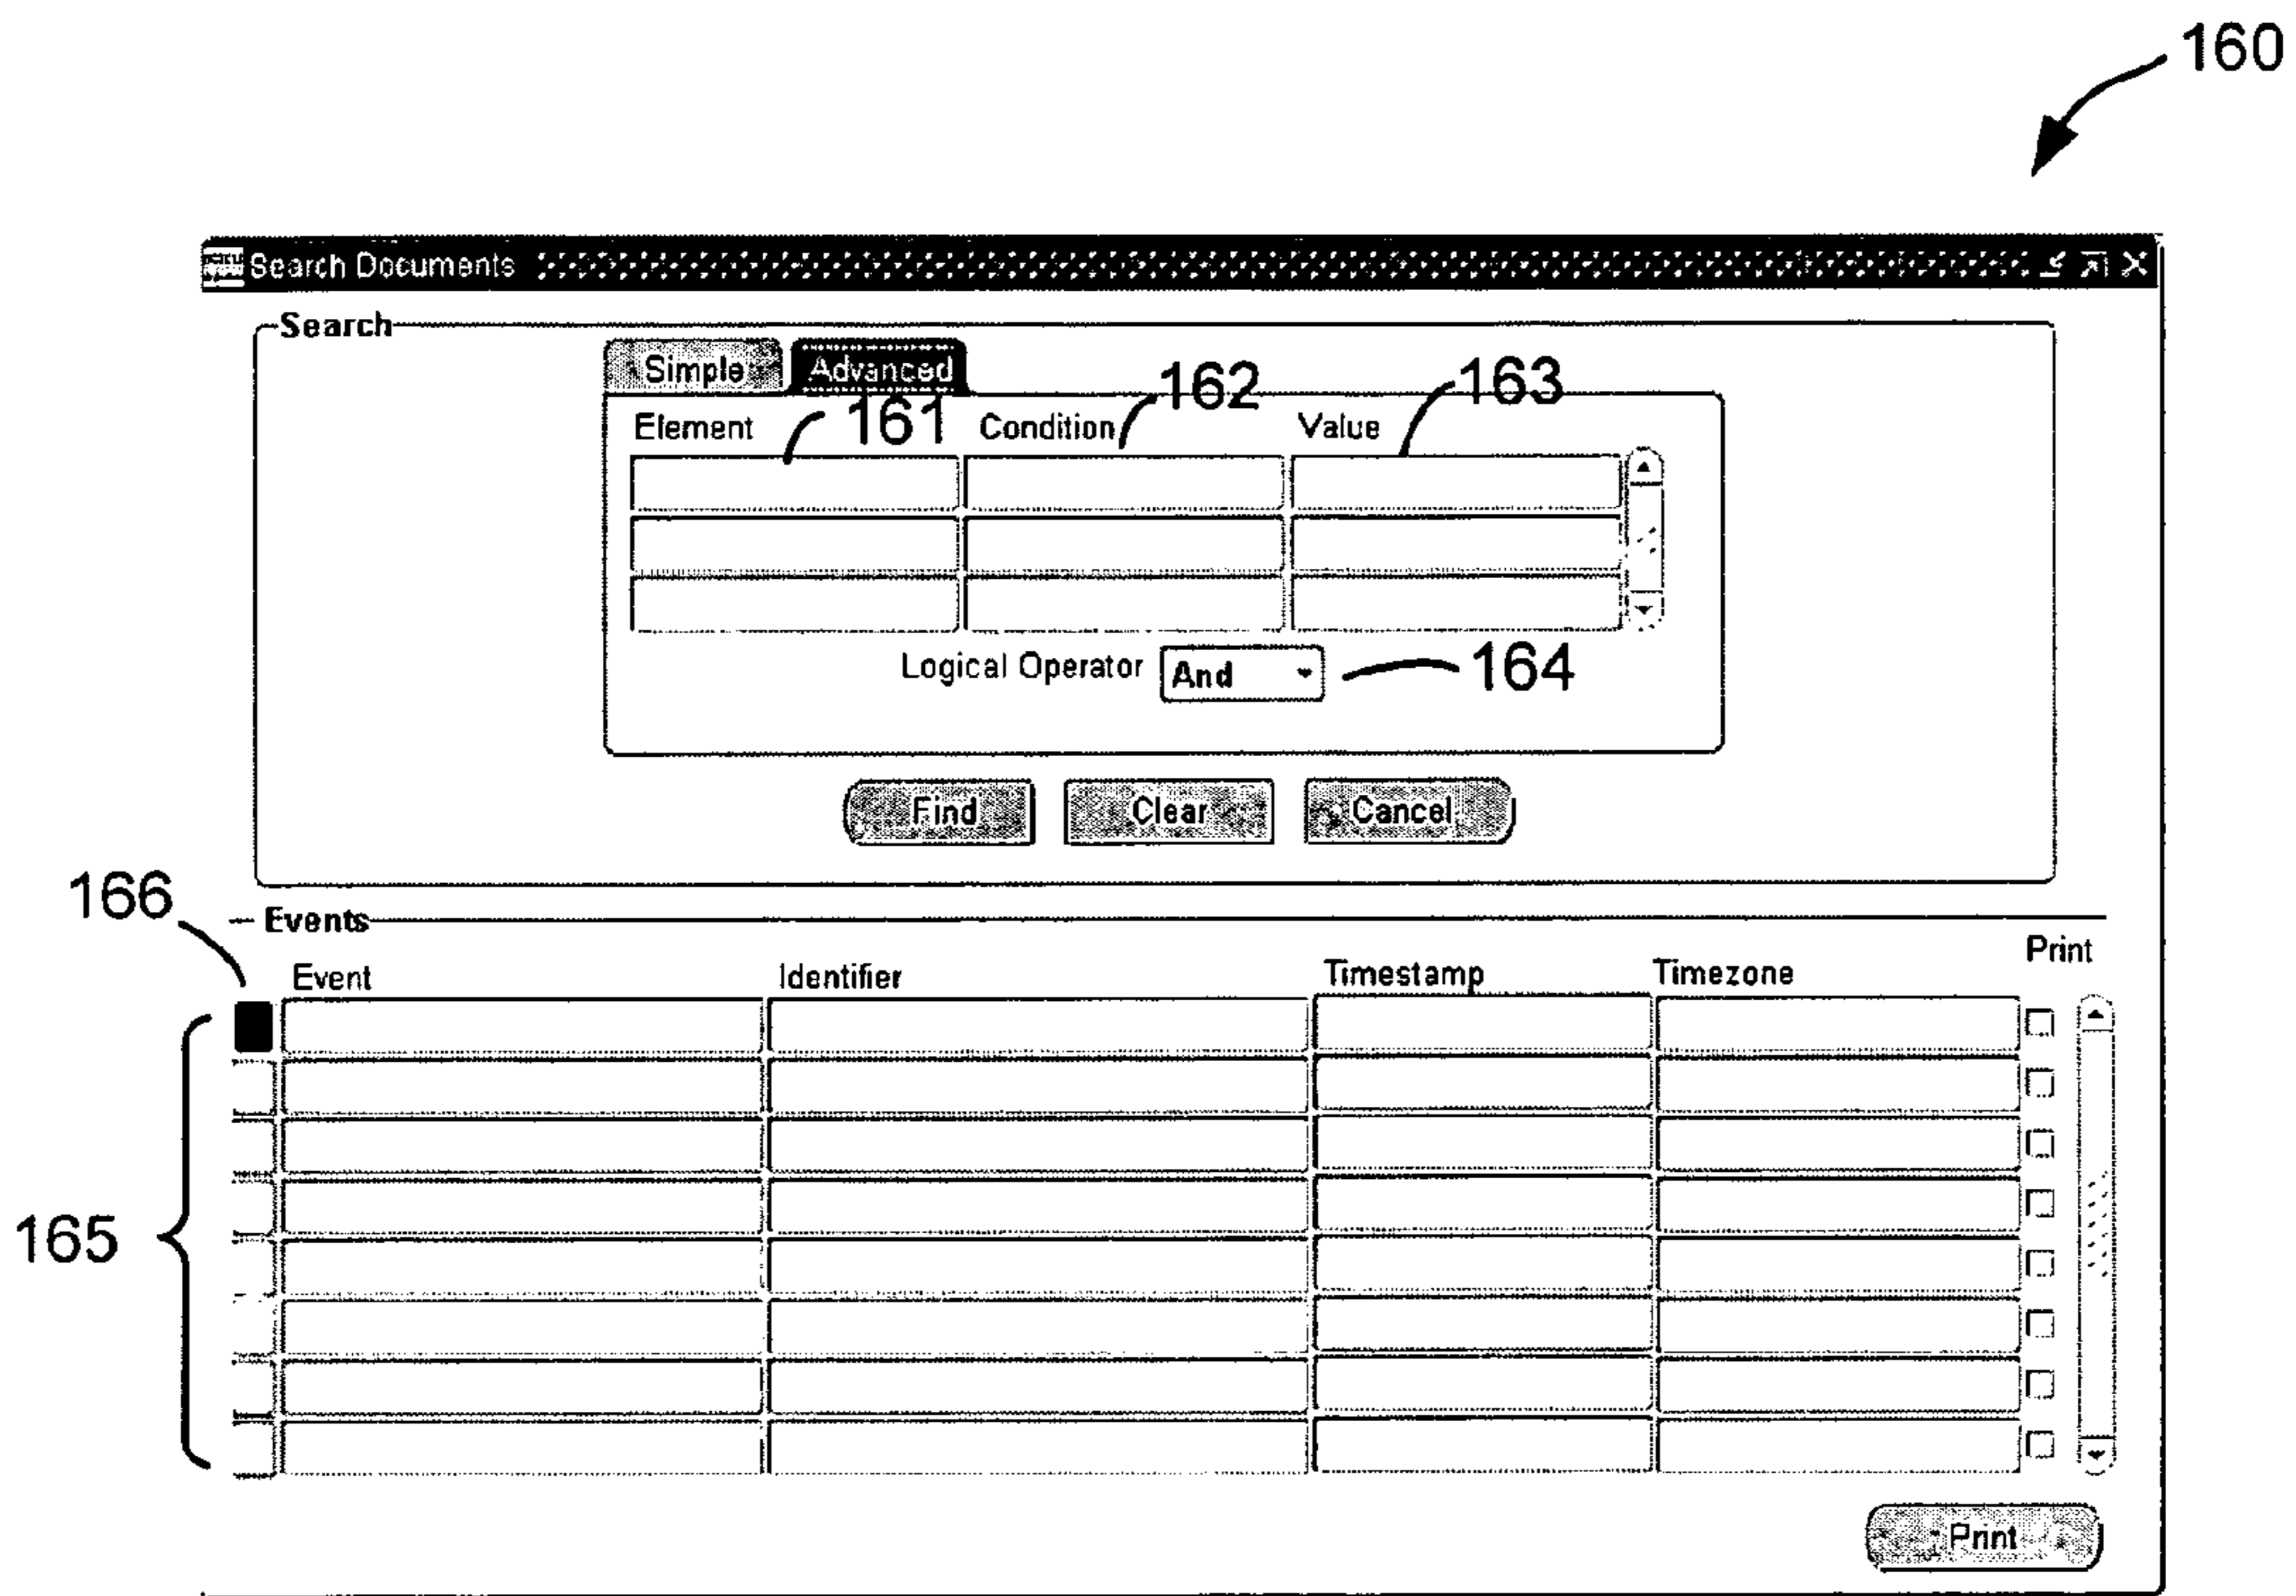 160
Search Documents
Search
Simple Advanced
Element 161 Condition 162 Value 163
Logical Operator And 164
Find Clear Cancel
166
Events
Print
Event Identifier Timestamp Timezone
165
Print